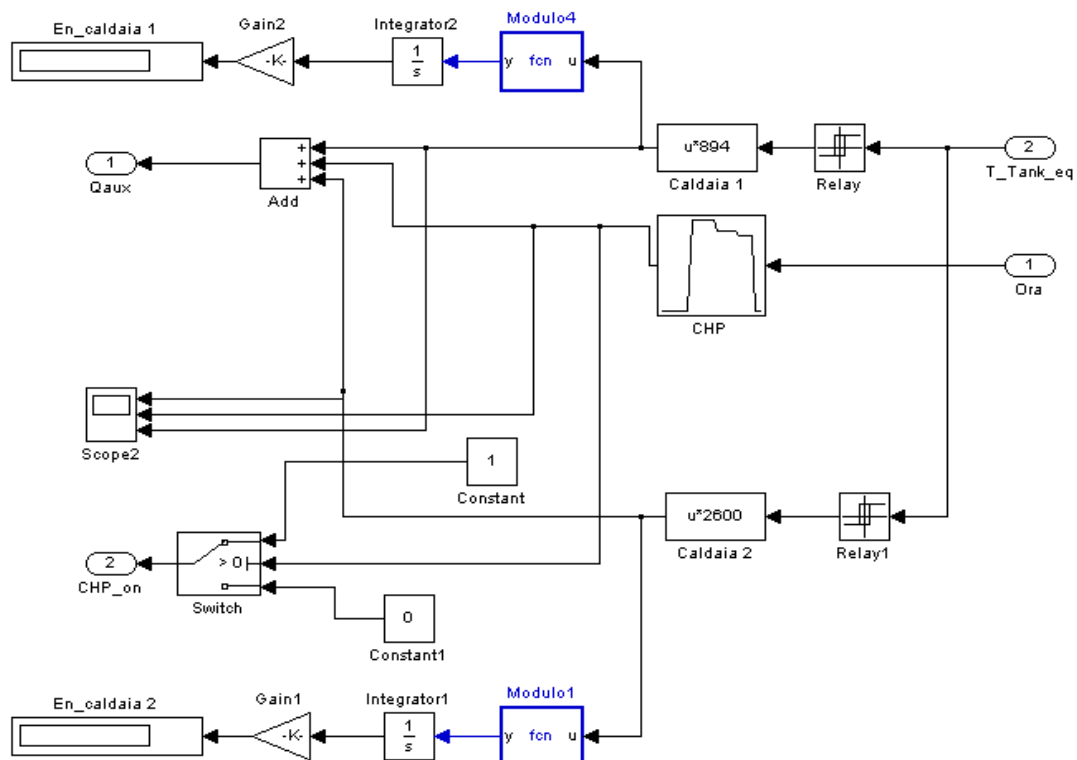 En_caldaia 1
Gain2
-K-
Integrator2
1
s
Modulo4
y fcn u
1
Qaux
+
+
+
Add
u*894
Caldaia 1
Relay
2
T_Tank_eq
CHP
1
Ora
Scope2
1
Constant
u*2600
Caldaia 2
Relay1
2
CHP_on
> 0
Switch
0
Constant1
En_caldaia 2
Gain1
-K-
Integrator1
1
s
Modulo1
y fcn u